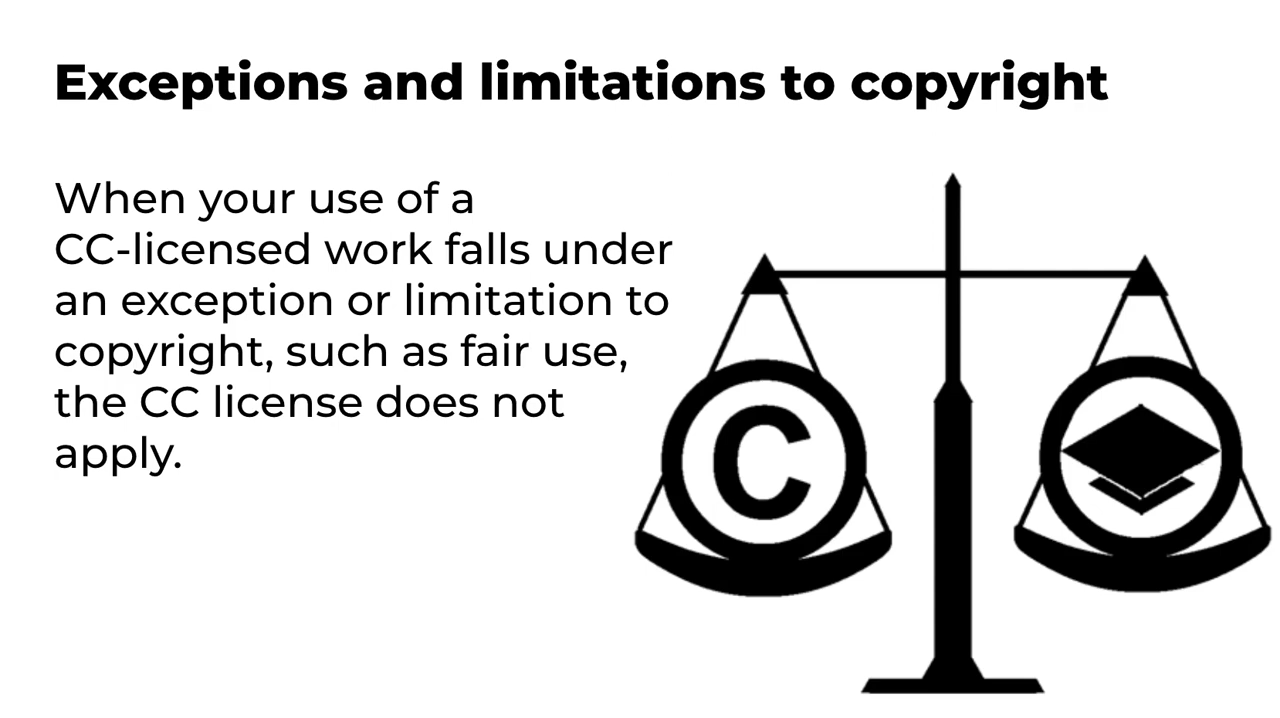 Exceptions and limitations to copyright
When your use of a
CC-licensed work falls under
an exception or limitation to
copyright, such as fair use,
the CC license does not
apply.
C